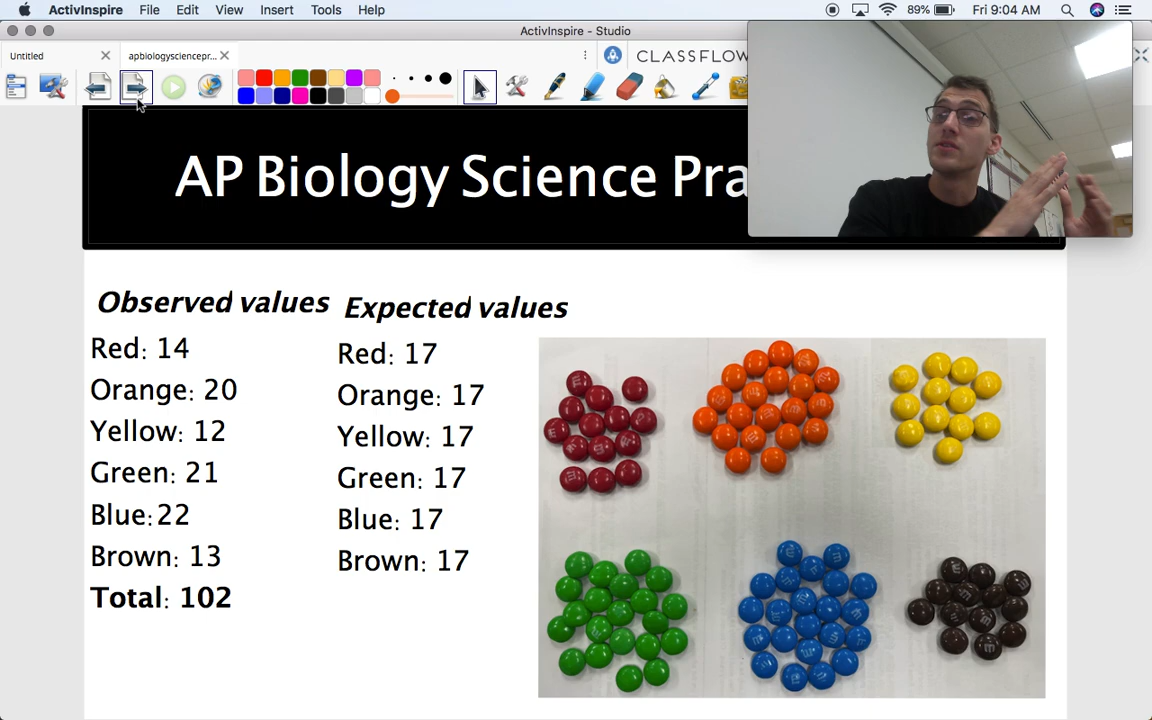 ActivInspire File Edit View Insert Tools Help 89% Fri 9:04 AM
ActivInspire - Studio
Untitled apbiologysciencepr... CLASSFLOW
AP Biology Science Pra
Observed values
Red: 14
Orange: 20
Yellow: 12
Green: 21
Blue:22
Brown: 13
Total: 102
Expected values
Red: 17
Orange: 17
Yellow: 17
Green: 17
Blue: 17
Brown: 17